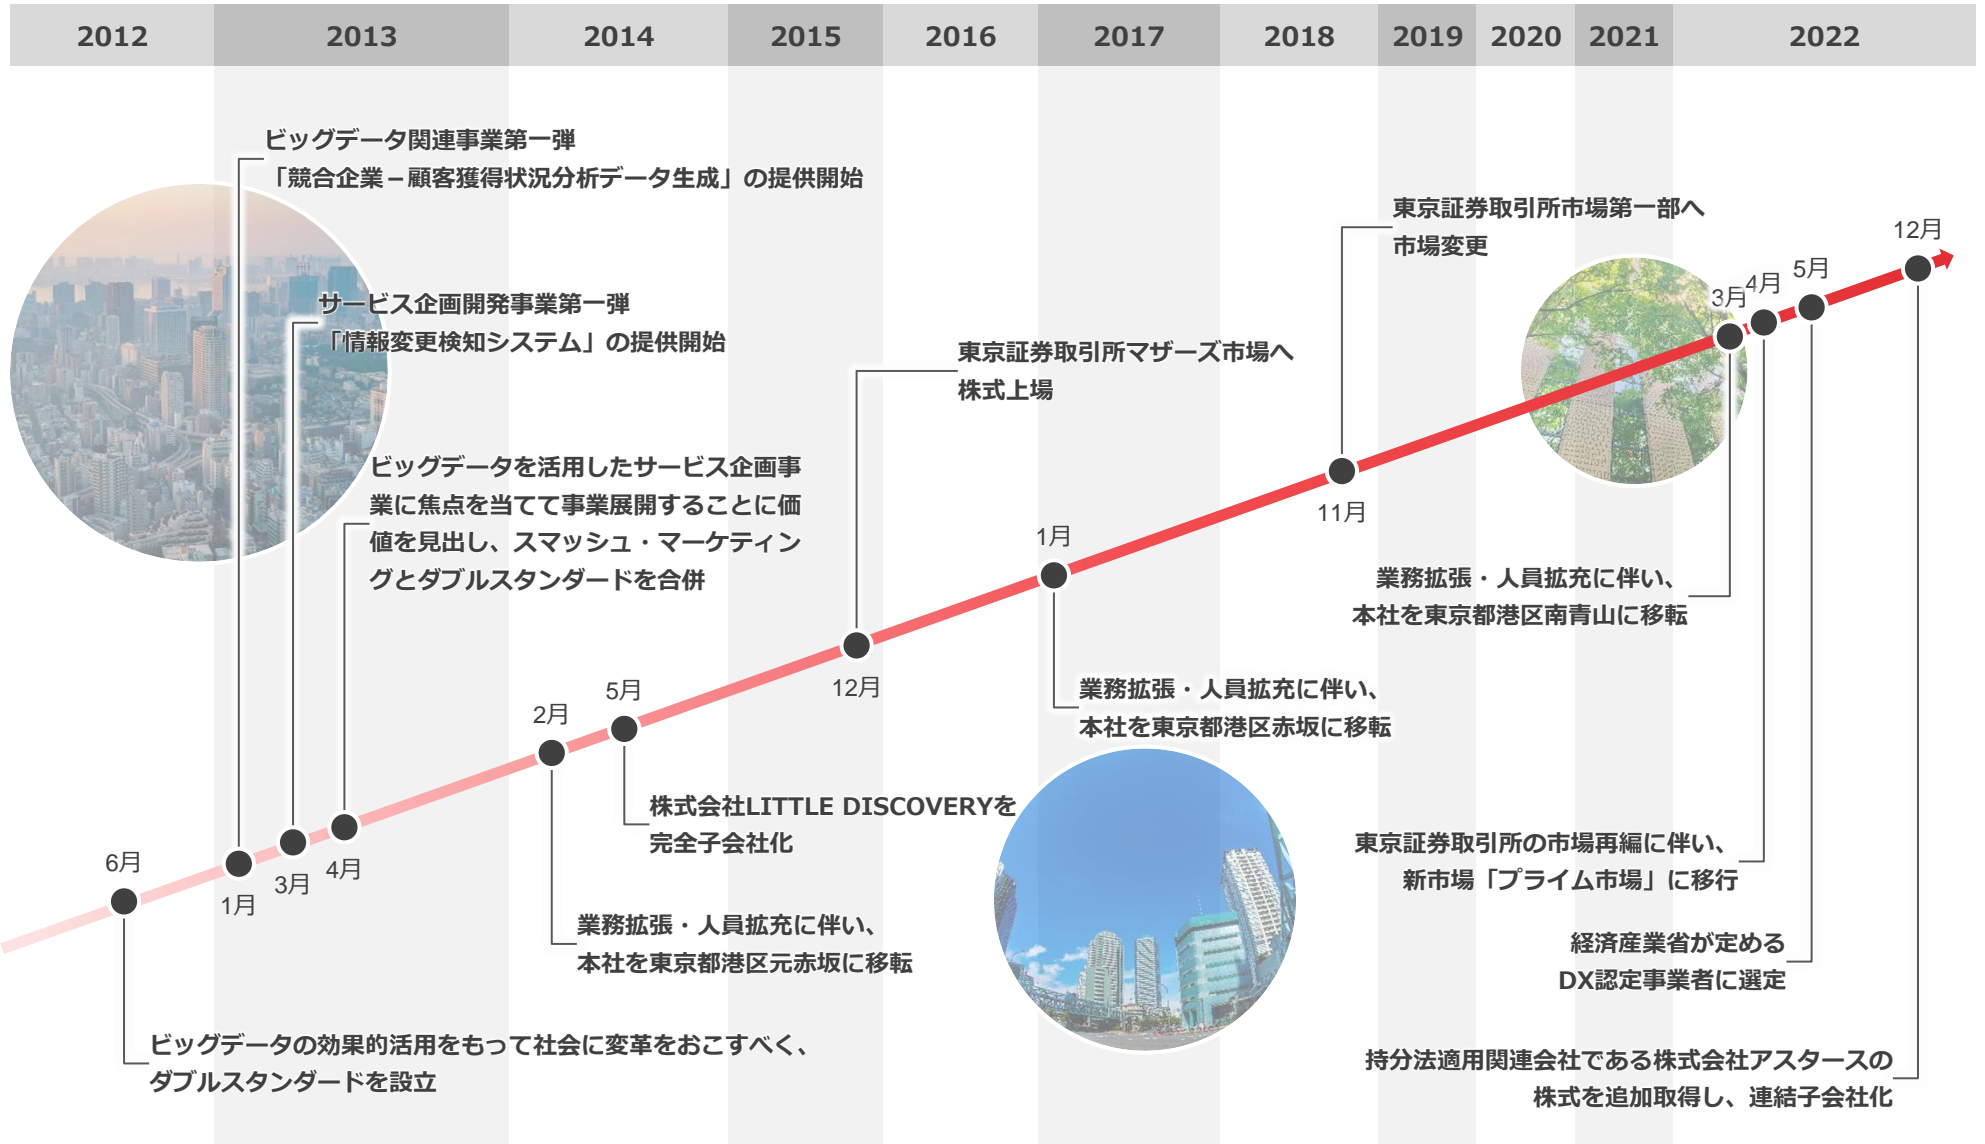 2012
2013
2014
2015
2016
2017
2018
2019
2020
2021
2022
ビッグデータ関連事業第一弾
「競合企業－顧客獲得状況分析データ生成」の提供開始
サービス企画開発事業第一弾
「情報変更検知システム」の提供開始
ビッグデータを活用したサービス企画事
業に焦点を当てて事業展開することに価
値を見出し、スマッシュ・マーケティン
グとダブルスタンダードを合併
東京証券取引所マザーズ市場へ
株式上場
東京証券取引所市場第一部へ
市場変更
6月
1月
3月
4月
2月
5月
12月
1月
11月
3月
4月
5月
12月
ビッグデータの効果的活用をもって社会に変革をおこすべく、
ダブルスタンダードを設立
業務拡張・人員拡充に伴い、
本社を東京都港区元赤坂に移転
株式会社LITTLE DISCOVERYを
完全子会社化
業務拡張・人員拡充に伴い、
本社を東京都港区赤坂に移転
業務拡張・人員拡充に伴い、
本社を東京都港区南青山に移転
東京証券取引所の市場再編に伴い、
新市場「プライム市場」に移行
経済産業省が定める
DX認定事業者に選定
持分法適用関連会社である株式会社アスタースの
株式を追加取得し、連結子会社化